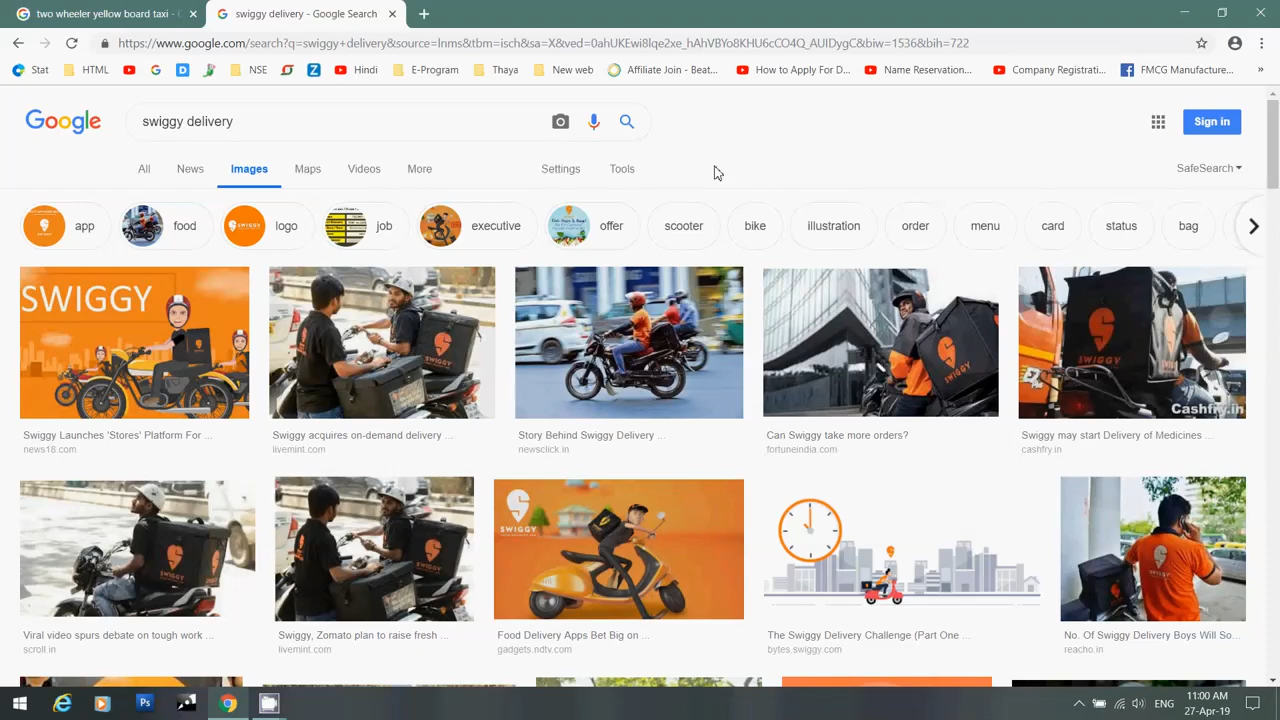 two wheeler yellow board taxi -
swiggy delivery - Google Search
https://www.google.com/search?q=swiggy+delivery&source=lnms&tbm=isch&sa=X&ved=0ahUKEwi8lqe2xe_hAhVBYo8KHU6cCO4Q_AUIDygC&biw=1536&bih=722
Stat HTML NSE Hindi E-Program Thaya New web Affiliate Join - Beat... How to Apply For D... Name Reservation... Company Registrati... FMCG Manufacture...
Google
swiggy delivery
Sign in
All News Images Maps Videos More Settings Tools SafeSearch
app food logo job executive offer scooter bike illustration order menu card status bag
SWIGGY
SWIGGY
SWIGGY
Cashfry.in
Swiggy Launches 'Stores' Platform For ...
news18.com
Swiggy acquires on-demand delivery ...
livemint.com
Story Behind Swiggy Delivery ...
newsclick.in
Can Swiggy take more orders?
fortuneindia.com
Swiggy may start Delivery of Medicines ...
cashfry.in
SWIGGY
SWIGGY
SWIGGY
Viral video spurs debate on tough work ...
scroll.in
Swiggy, Zomato plan to raise fresh ...
livemint.com
Food Delivery Apps Bet Big on ...
gadgets.ndtv.com
The Swiggy Delivery Challenge (Part One ...
bytes.swiggy.com
No. Of Swiggy Delivery Boys Will So...
reacho.in
Ps
ENG
11:00 AM
27-Apr-19